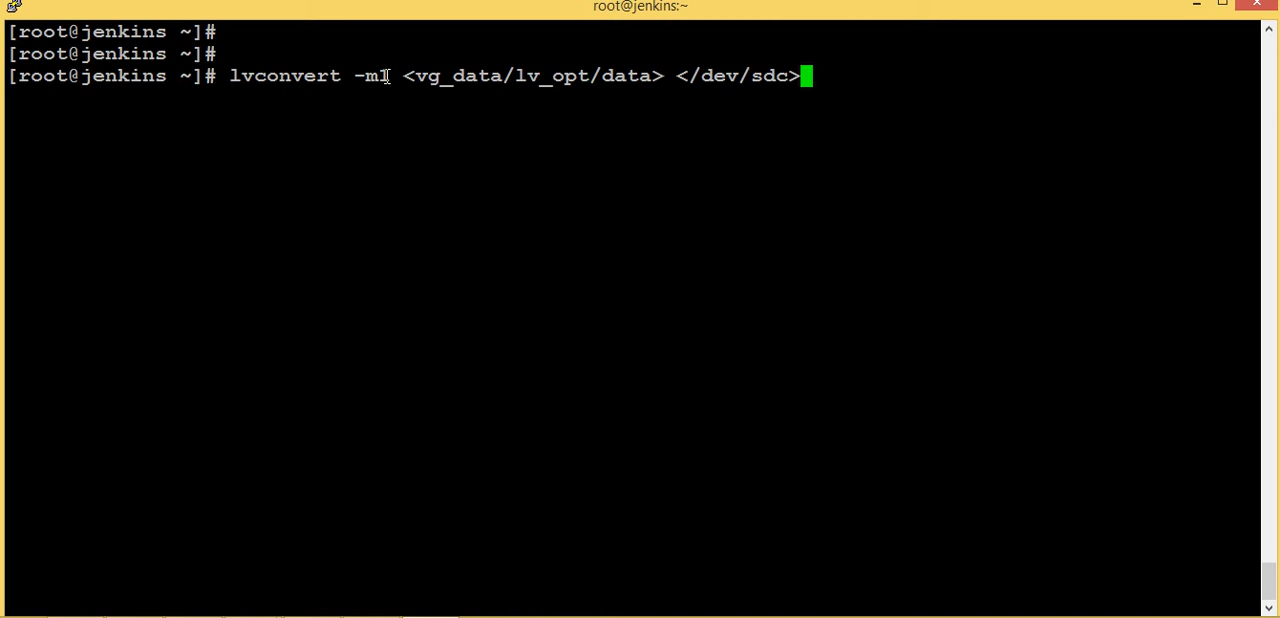 root@jenkins:~
[root@jenkins ~]#
[root@jenkins ~]#
[root@jenkins ~]# lvconvert -m1 <vg_data/lv_opt/data> </dev/sdc>